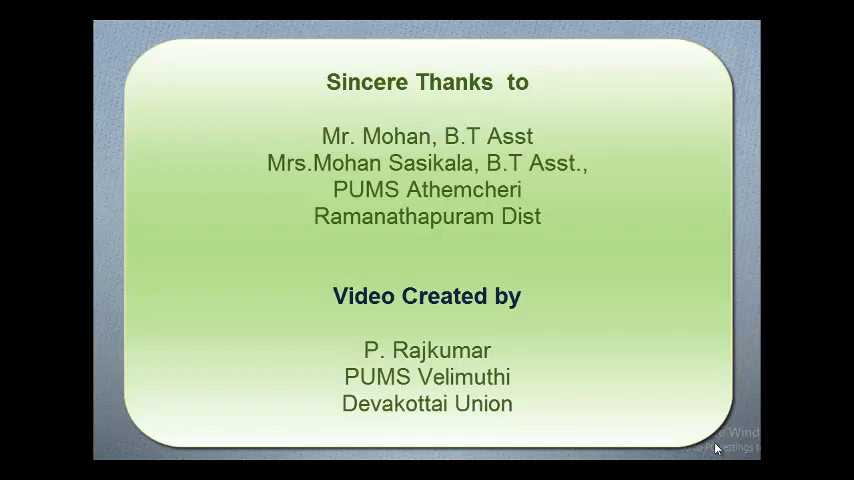 Sincere Thanks to
Mr. Mohan, B.T Asst
Mrs.Mohan Sasikala, B.T Asst.,
PUMS Athemcheri
Ramanathapuram Dist
Video Created by
P. Rajkumar
PUMS Velimuthi
Devakottai Union